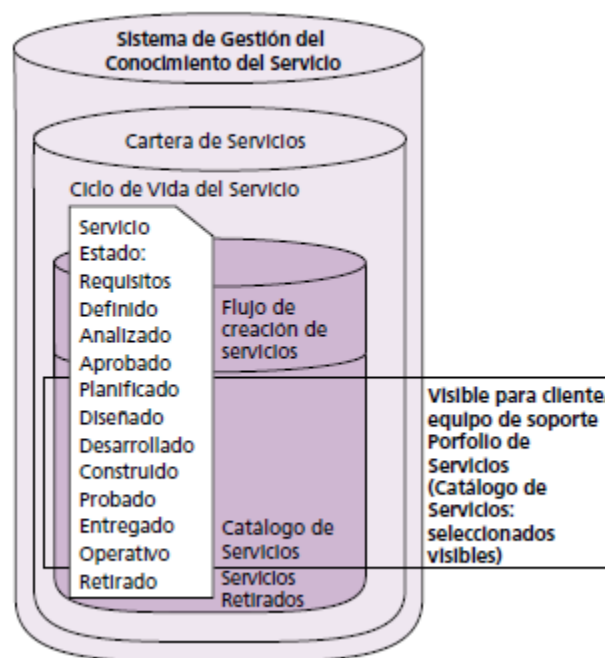 Sistema de Gestión del
Conocimiento del Servicio
Cartera de Servicios
Ciclo de Vida del Servicio
Servicio
Estado:
Requisitos
Definido
Analizado
Aprobado
Planificado
Diseñado
Desarrollado
Construido
Probado
Entregado
Operativo
Retirado
Flujo de
creación de
servicios
Catálogo de
Servicios
Servicios
Retirados
Visible para cliente/
equipo de soporte
Porfolio de
Servicios
(Catálogo de
Servicios:
seleccionados
visibles)